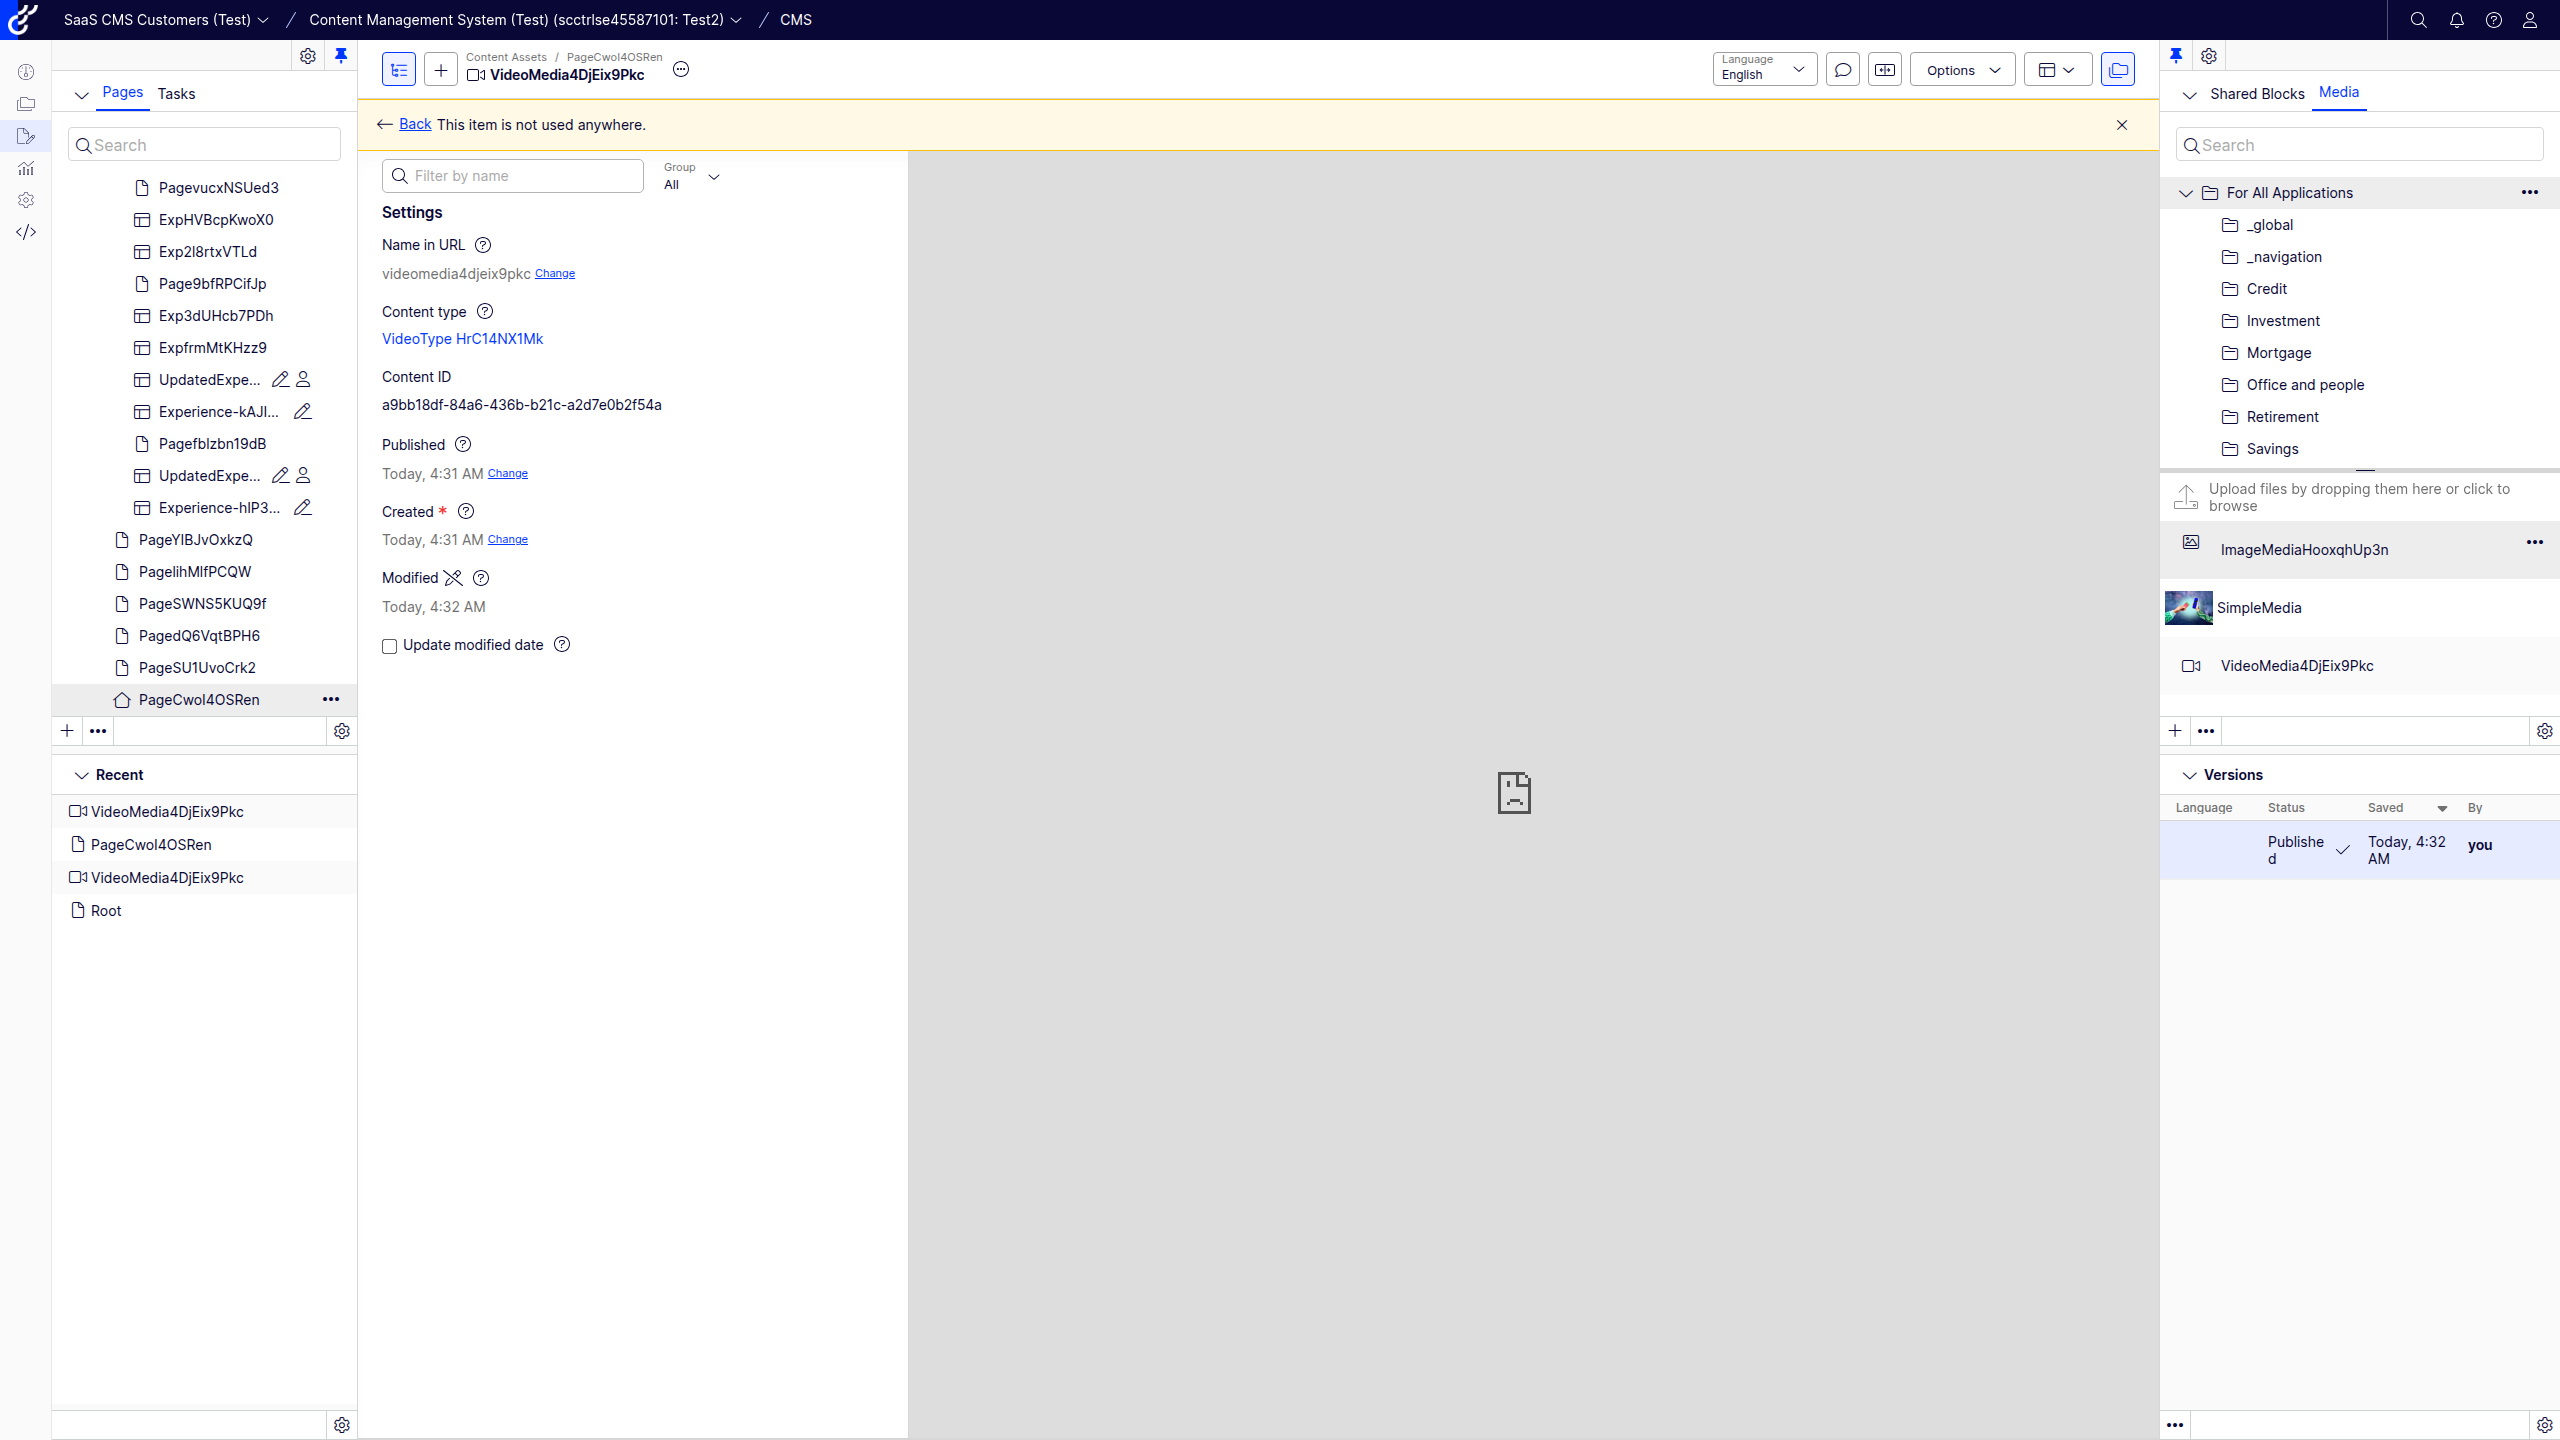 SaaS CMS Customers (Test)
Content Management System (Test) (scctrlse45587101: Test2)
CMS
Pages
Tasks
Search
PagevucxNSUed3
ExpHVBcpKwoX0
Exp2l8rtxVTLd
Page9bfRPCifJp
Exp3dUHcb7PDh
ExpfrmMtKHzz9
UpdatedExpe...
Experience-kAJl...
Pagefblzbn19dB
UpdatedExpe...
Experience-hIP3...
PageYIBJvOxkzQ
PagelihMlfPCQW
PageSWNS5KUQ9f
PagedQ6VqtBPH6
PageSU1UvoCrk2
PageCwoI4OSRen
Recent
VideoMedia4DjEix9Pkc
PageCwoI4OSRen
VideoMedia4DjEix9Pkc
Root
Content Assets / PageCwoI4OSRen
VideoMedia4DjEix9Pkc
Language
English
Options
Back This item is not used anywhere.
Filter by name
Group
All
Settings
Name in URL
videomedia4djeix9pkc Change
Content type
VideoType HrC14NX1Mk
Content ID
a9bb18df-84a6-436b-b21c-a2d7e0b2f54a
Published
Today, 4:31 AM Change
Created *
Today, 4:31 AM Change
Modified
Today, 4:32 AM
Update modified date
Shared Blocks
Media
Search
For All Applications
_global
_navigation
Credit
Investment
Mortgage
Office and people
Retirement
Savings
Upload files by dropping them here or click to
browse
ImageMediaHooxqhUp3n
SimpleMedia
VideoMedia4DjEix9Pkc
Versions
Language Status Saved By
Publishe
d
Today, 4:32
AM
you